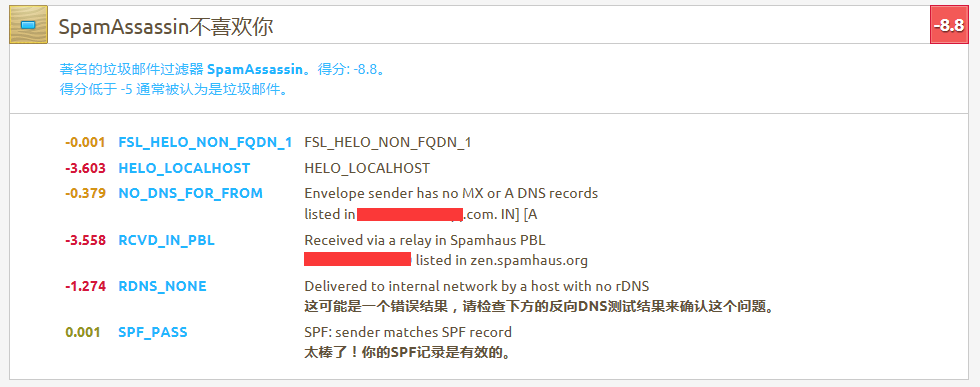 SpamAssassin不喜欢你
-8.8
著名的垃圾邮件过滤器 SpamAssassin。得分: -8.8。
得分低于 -5 通常被认为是垃圾邮件。
-0.001 FSL_HELO_NON_FQDN_1 FSL_HELO_NON_FQDN_1
-3.603 HELO_LOCALHOST HELO_LOCALHOST
-0.379 NO_DNS_FOR_FROM Envelope sender has no MX or A DNS records
listed in .com. IN] [A
-3.558 RCVD_IN_PBL Received via a relay in Spamhaus PBL
listed in zen.spamhaus.org
-1.274 RDNS_NONE Delivered to internal network by a host with no rDNS
这可能是一个错误结果，请检查下方的反向DNS测试结果来确认这个问题。
0.001 SPF_PASS SPF: sender matches SPF record
太棒了！你的SPF记录是有效的。